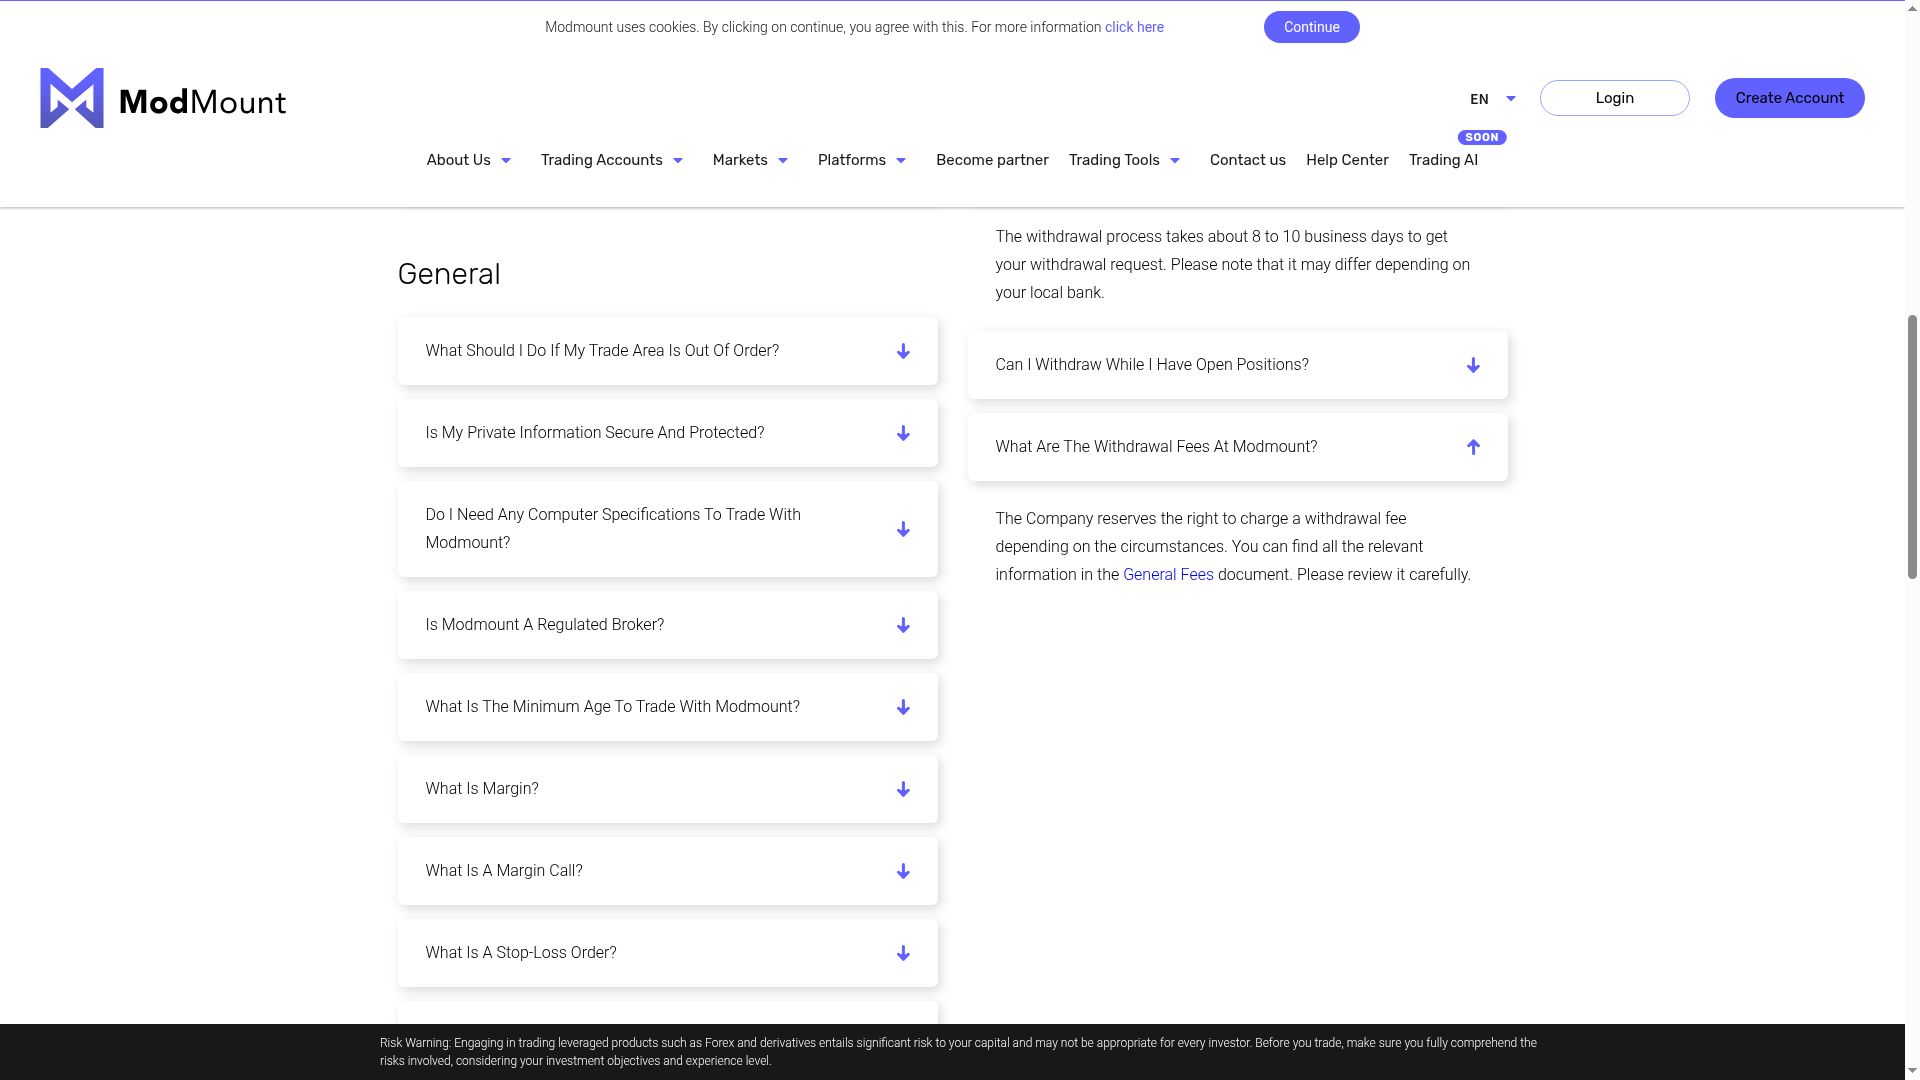 Modmount uses cookies. By clicking on continue, you agree with this. For more information click here
Continue
ModMount
EN
Login
Create Account
SOON
About Us
Trading Accounts
Markets
Platforms
Become partner
Trading Tools
Contact us
Help Center
Trading AI
General
What Should I Do If My Trade Area Is Out Of Order?
Is My Private Information Secure And Protected?
Do I Need Any Computer Specifications To Trade With
Modmount?
Is Modmount A Regulated Broker?
What Is The Minimum Age To Trade With Modmount?
What Is Margin?
What Is A Margin Call?
What Is A Stop-Loss Order?
The withdrawal process takes about 8 to 10 business days to get
your withdrawal request. Please note that it may differ depending on
your local bank.
Can I Withdraw While I Have Open Positions?
What Are The Withdrawal Fees At Modmount?
The Company reserves the right to charge a withdrawal fee
depending on the circumstances. You can find all the relevant
information in the General Fees document. Please review it carefully.
Risk Warning: Engaging in trading leveraged products such as Forex and derivatives entails significant risk to your capital and may not be appropriate for every investor. Before you trade, make sure you fully comprehend the
risks involved, considering your investment objectives and experience level.